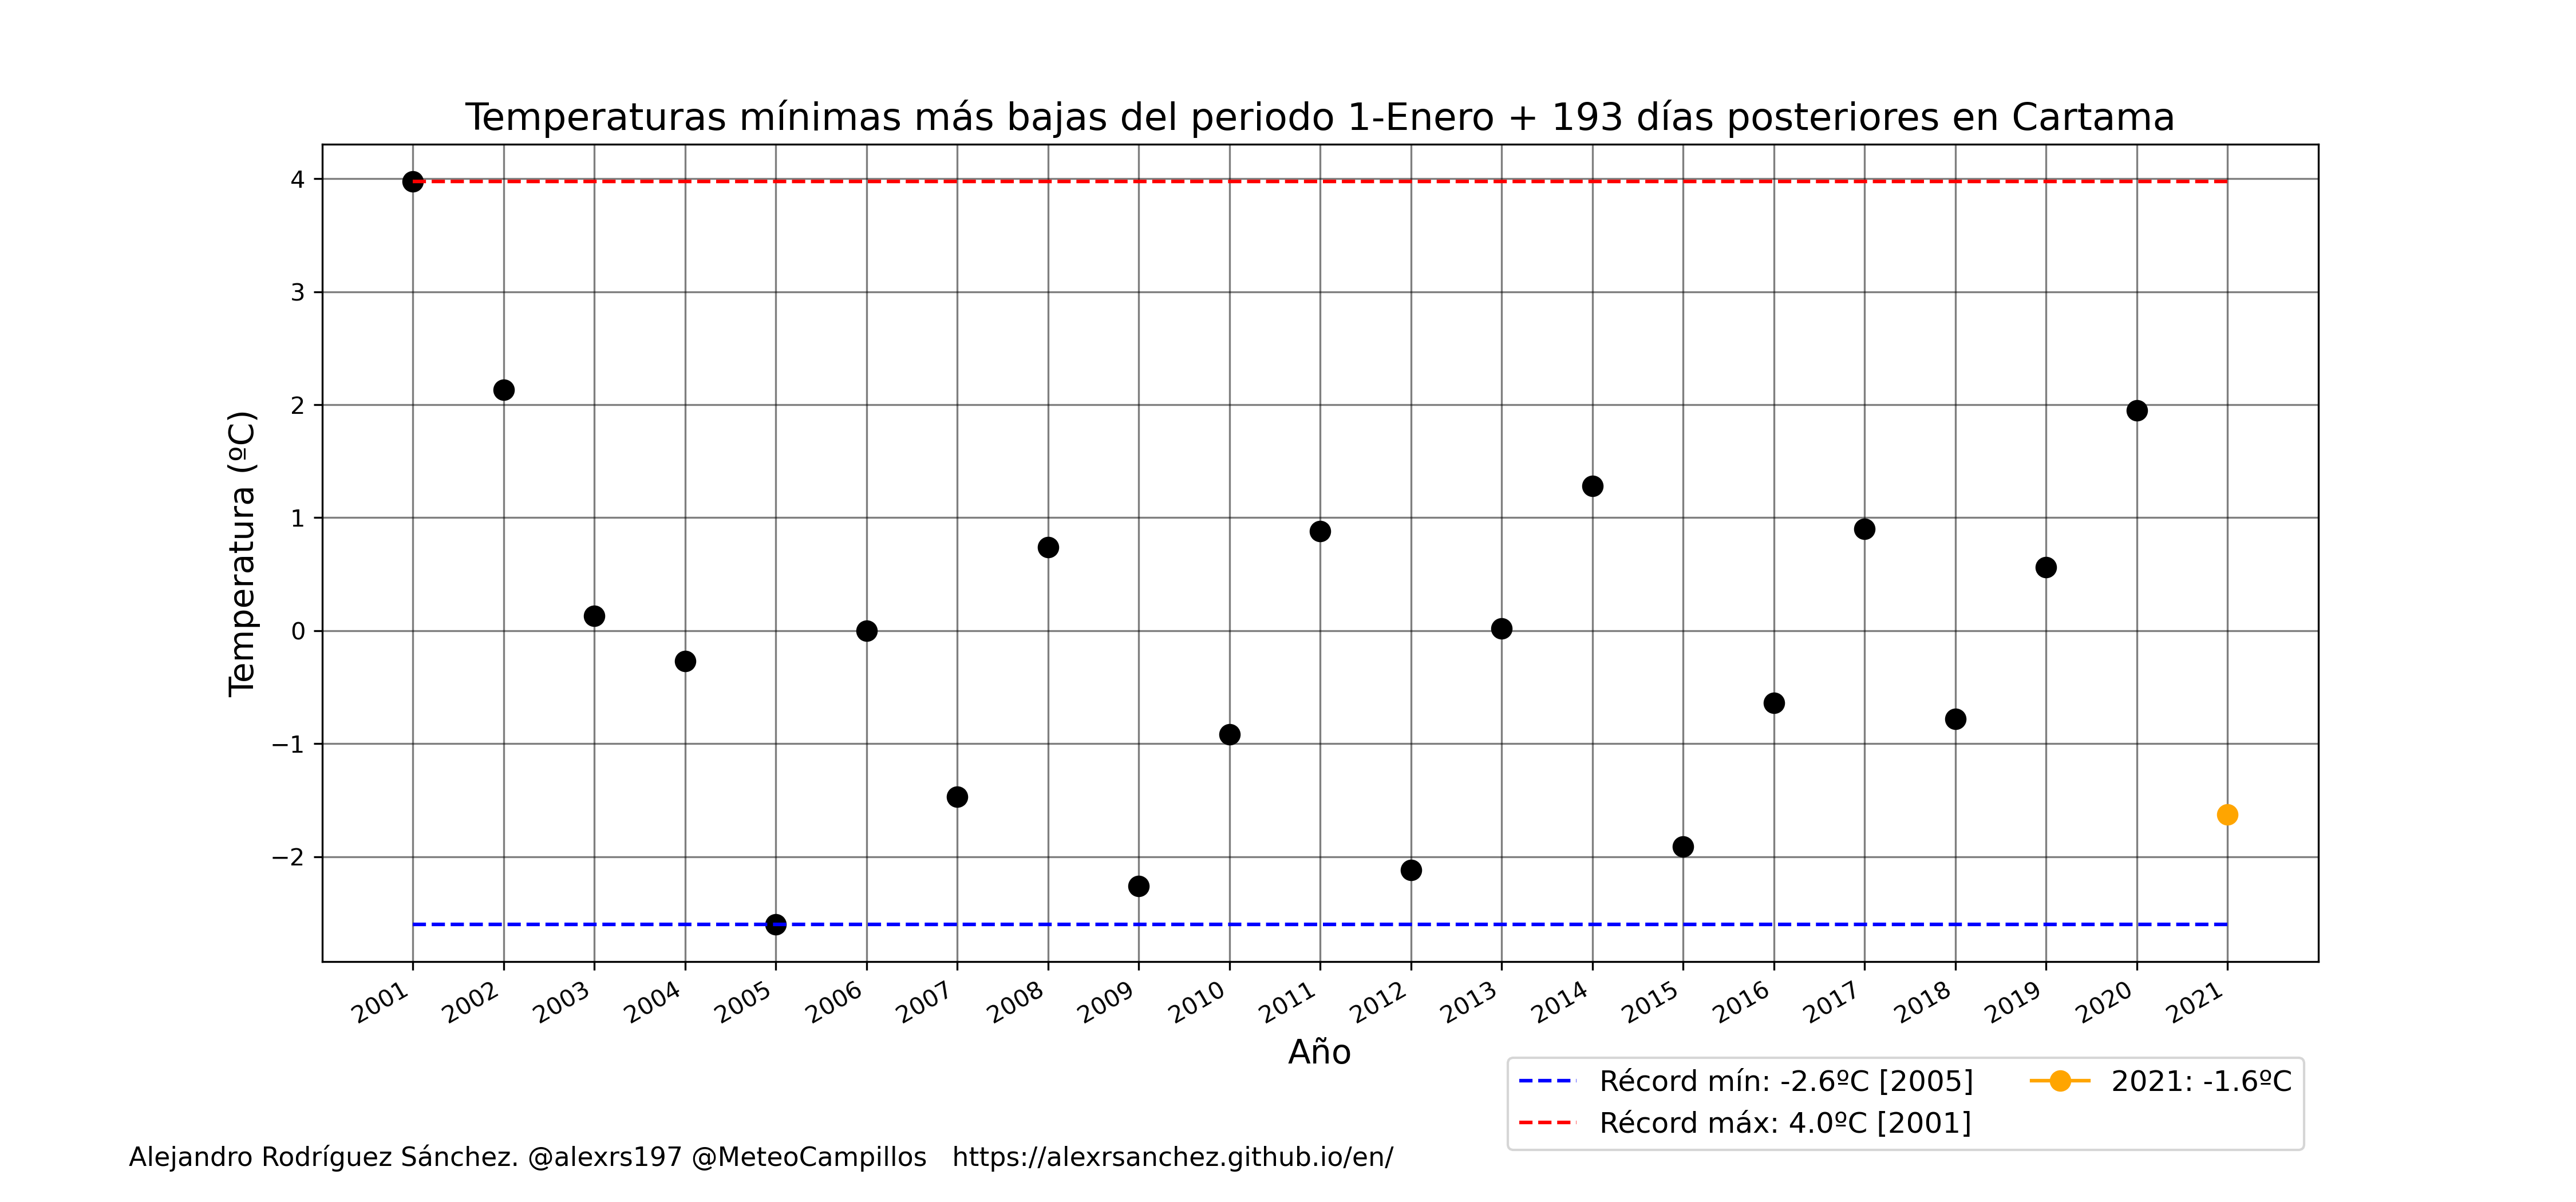 Temperaturas mínimas más bajas del periodo 1-Enero + 193 días posteriores en Cartama
Temperatura (ºC)
4
3
2
1
0
−1
−2
2001 2002 2003 2004 2005 2006 2007 2008 2009 2010 2011 2012 2013 2014 2015 2016 2017 2018 2019 2020 2021
Año
Récord mín: -2.6ºC [2005]
Récord máx: 4.0ºC [2001]
2021: -1.6ºC
Alejandro Rodríguez Sánchez. @alexrs197 @MeteoCampillos https://alexrsanchez.github.io/en/